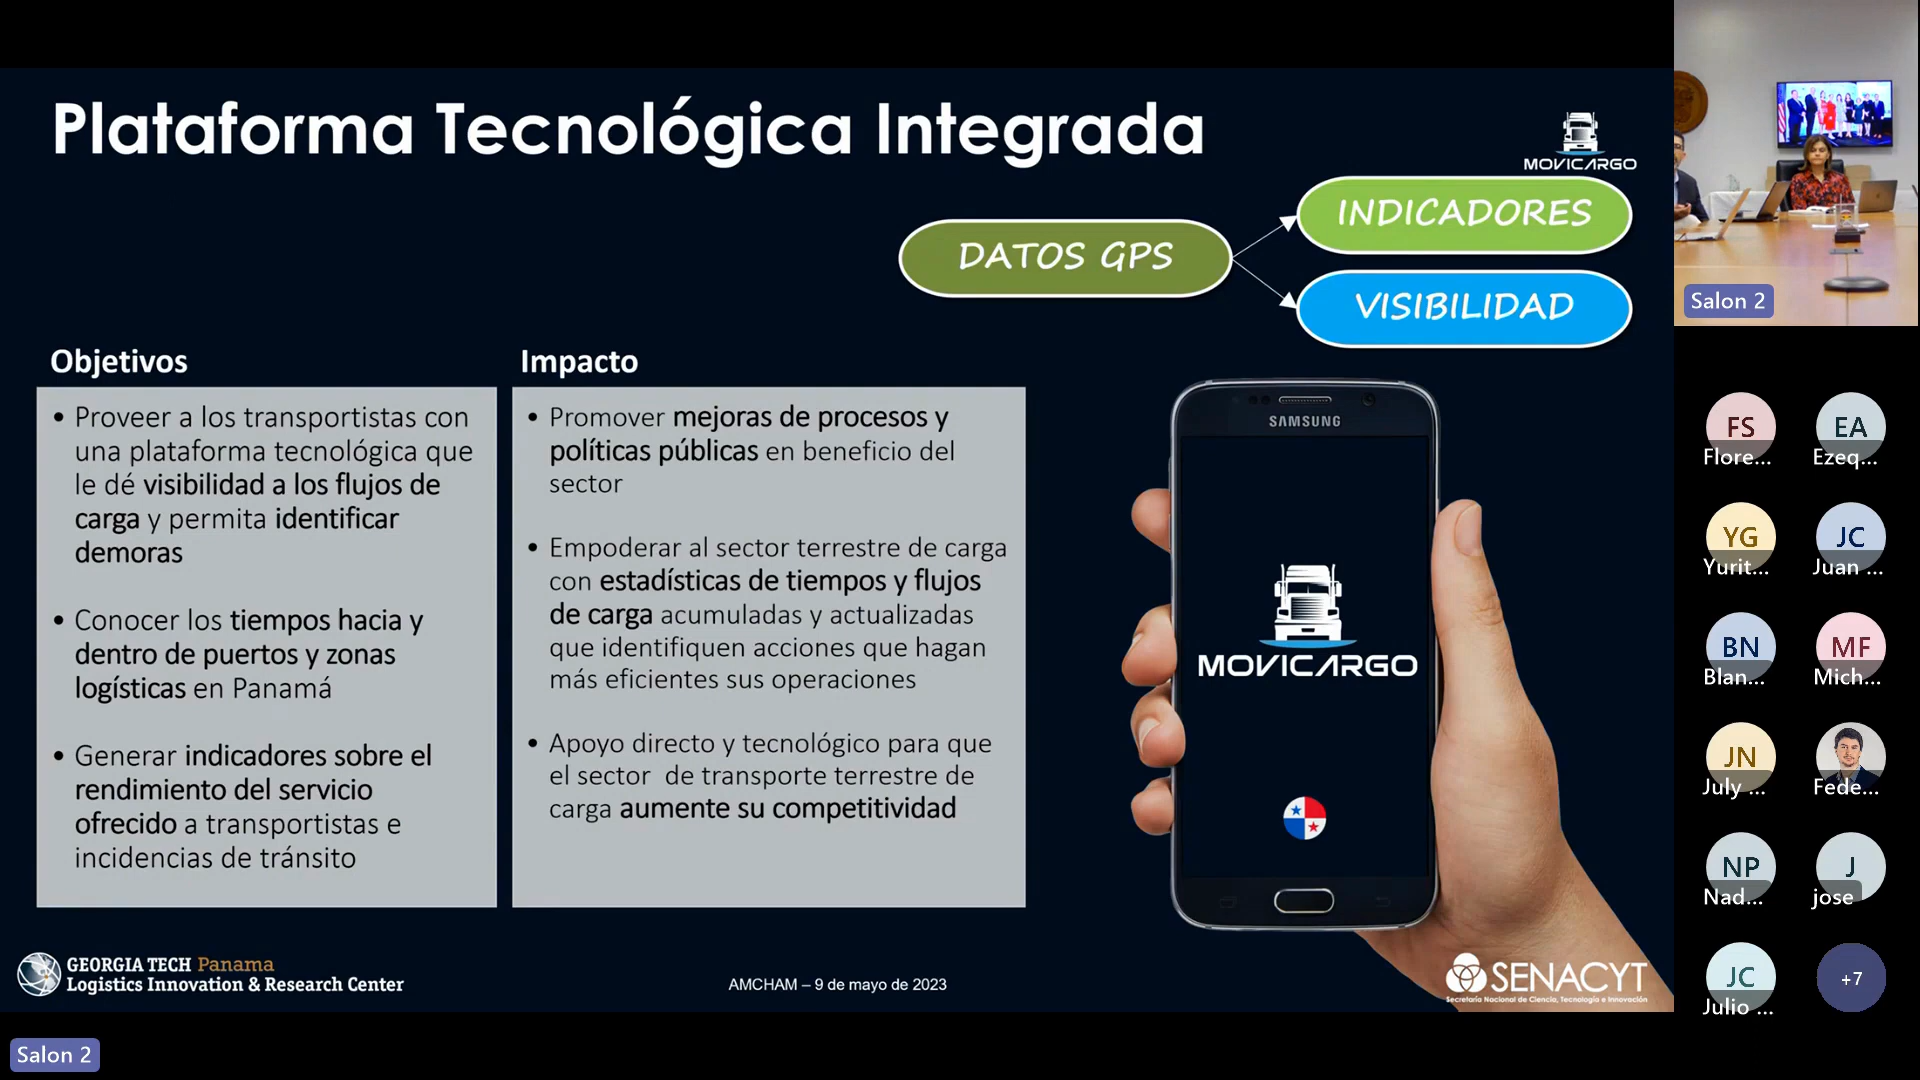 Plataforma Tecnológica Integrada
MOVICARGO
DATOS GPS
INDICADORES
VISIBILIDAD
Objetivos
• Proveer a los transportistas con
una plataforma tecnológica que
le dé visibilidad a los flujos de
carga y permita identificar
demoras
• Conocer los tiempos hacia y
dentro de puertos y zonas
logísticas en Panamá
• Generar indicadores sobre el
rendimiento del servicio
ofrecido a transportistas e
incidencias de tránsito
Impacto
• Promover mejoras de procesos y
políticas públicas en beneficio del
sector
• Empoderar al sector terrestre de carga
con estadísticas de tiempos y flujos
de carga acumuladas y actualizadas
que identifiquen acciones que hagan
más eficientes sus operaciones
• Apoyo directo y tecnológico para que
el sector de transporte terrestre de
carga aumente su competitividad
SAMSUNG
MOVICARGO
GEORGIA TECH Panama
Logistics Innovation & Research Center
AMCHAM – 9 de mayo de 2023
SENACYT
Secretaría Nacional de Ciencia, Tecnología e Innovación
Salon 2
Salon 2
FS
Flore...
EA
Ezeq...
YG
Yurit...
JC
Juan ...
BN
Blan...
MF
Mich...
JN
July ...
Fede...
NP
Nad...
J
jose
JC
Julio ...
+7